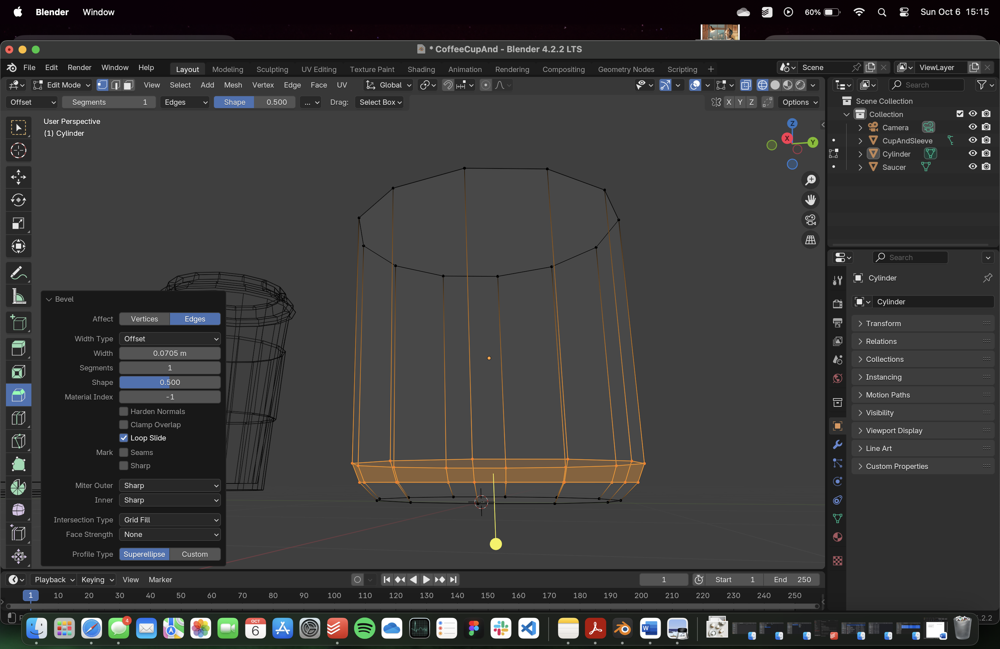 Blender Window 60% Sun Oct 6 15:15
* CoffeeCupAnd - Blender 4.2.2 LTS
File Edit Render Window Help Layout Modeling Sculpting UV Editing Texture Paint Shading Animation Rendering Compositing Geometry Nodes Scripting + Scene ViewLayer
Edit Mode View Select Add Mesh Vertex Edge Face UV Global Search
Offset Segments 1 Edges Shape 0.500 ... Drag: Select Box X Y Z Options
User Perspective
(1) Cylinder
Z
X
Y
Scene Collection
Collection
Camera
CupAndSleeve
Cylinder
Saucer
Search
Cylinder
Cylinder
Transform
Relations
Collections
Instancing
Motion Paths
Visibility
Viewport Display
Line Art
Custom Properties
Bevel
Affect Vertices Edges
Width Type Offset
Width 0.0705 m
Segments 1
Shape 0.500
Material Index -1
Harden Normals
Clamp Overlap
Loop Slide
Mark Seams
Sharp
Miter Outer Sharp
Inner Sharp
Intersection Type Grid Fill
Face Strength None
Profile Type Superellipse Custom
Playback Keying View Marker 1 Start 1 End 250
1 10 20 30 40 50 60 70 80 90 100 110 120 130 140 150 160 170 180 190 200 210 220 230 240 250
4
OCT
6